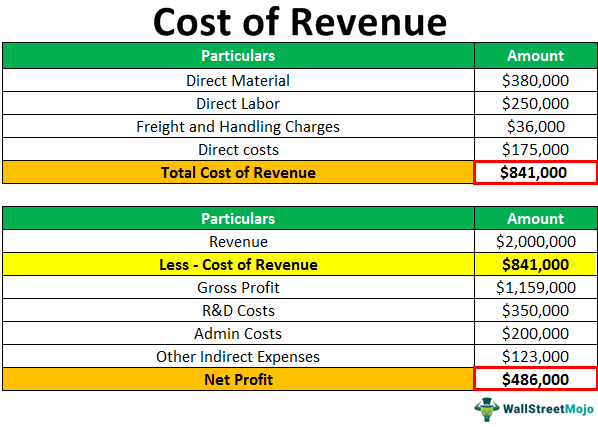 Cost of Revenue
Particulars Amount
Direct Material $380,000
Direct Labor $250,000
Freight and Handling Charges $36,000
Direct costs $175,000
Total Cost of Revenue $841,000
Particulars Amount
Revenue $2,000,000
Less - Cost of Revenue $841,000
Gross Profit $1,159,000
R&D Costs $350,000
Admin Costs $200,000
Other Indirect Expenses $123,000
Net Profit $486,000
WallStreetMojo